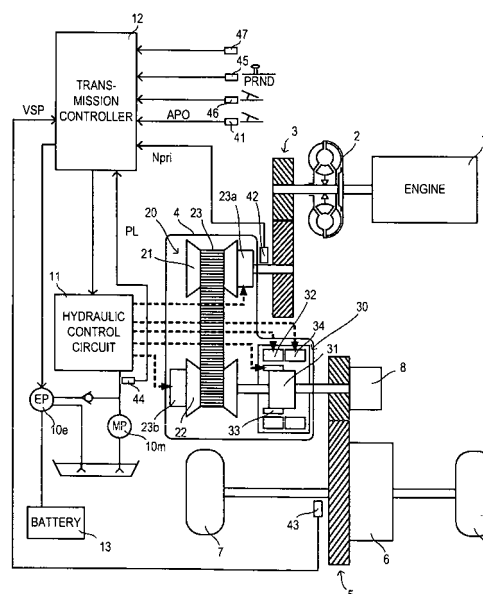 12
47
45
PRND
TRANS-
MISSION
CONTROLLER
VSP
46
APO
41
Npri
3
2
ENGINE
PL
20
4
23
23a
42
21
11
HYDRAULIC
CONTROL
CIRCUIT
32
34
30
31
8
44
EP
10e
MP
10m
23b
22
33
BATTERY
13
7
43
6
5